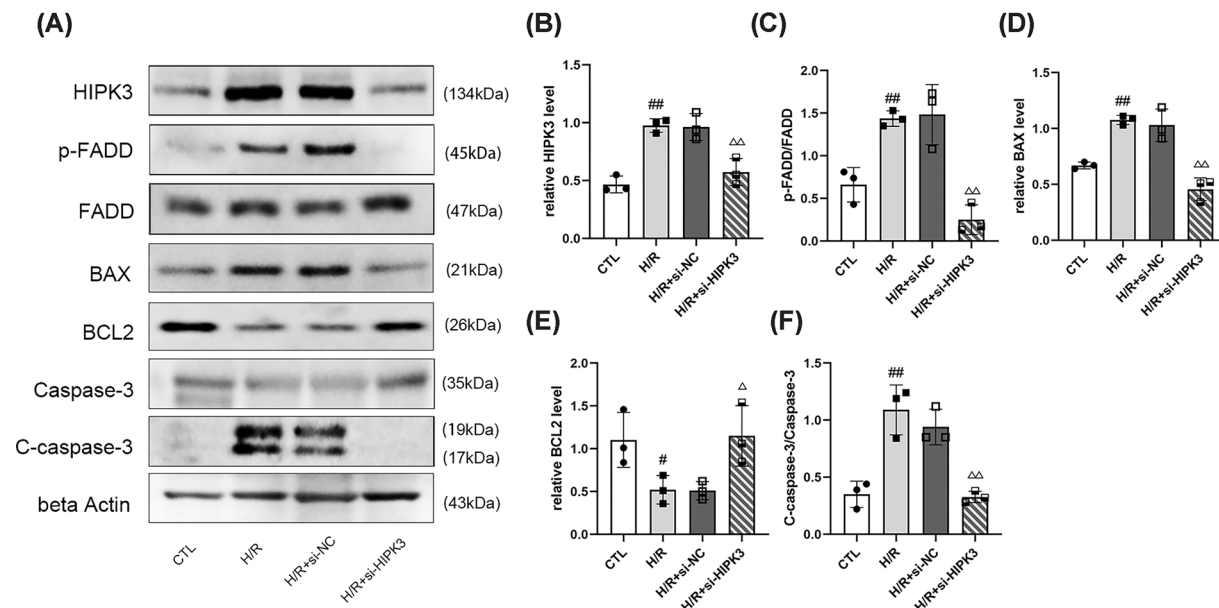 (A)
HIPK3
(134kDa)
p-FADD
(45kDa)
FADD
(47kDa)
BAX
(21kDa)
BCL2
(26kDa)
Caspase-3
(35kDa)
C-caspase-3
(19kDa)
(17kDa)
beta Actin
(43kDa)
CTL
H/R
H/R+si-NC
H/R+si-HIPK3
(B)
relative HIPK3 level
1.5
1.0
0.5
0.0
##
△△
CTL
H/R
H/R+si-NC
H/R+si-HIPK3
(C)
p-FADD/FADD
2.0
1.5
1.0
0.5
0.0
##
△△
CTL
H/R
H/R+si-NC
H/R+si-HIPK3
(D)
relative BAX level
1.5
1.0
0.5
0.0
##
△△
CTL
H/R
H/R+si-NC
H/R+si-HIPK3
(E)
relative BCL2 level
2.0
1.5
1.0
0.5
0.0
#
△
CTL
H/R
H/R+si-NC
H/R+si-HIPK3
(F)
C-caspase-3/Caspase-3
1.5
1.0
0.5
0.0
##
△△
CTL
H/R
H/R+si-NC
H/R+si-HIPK3